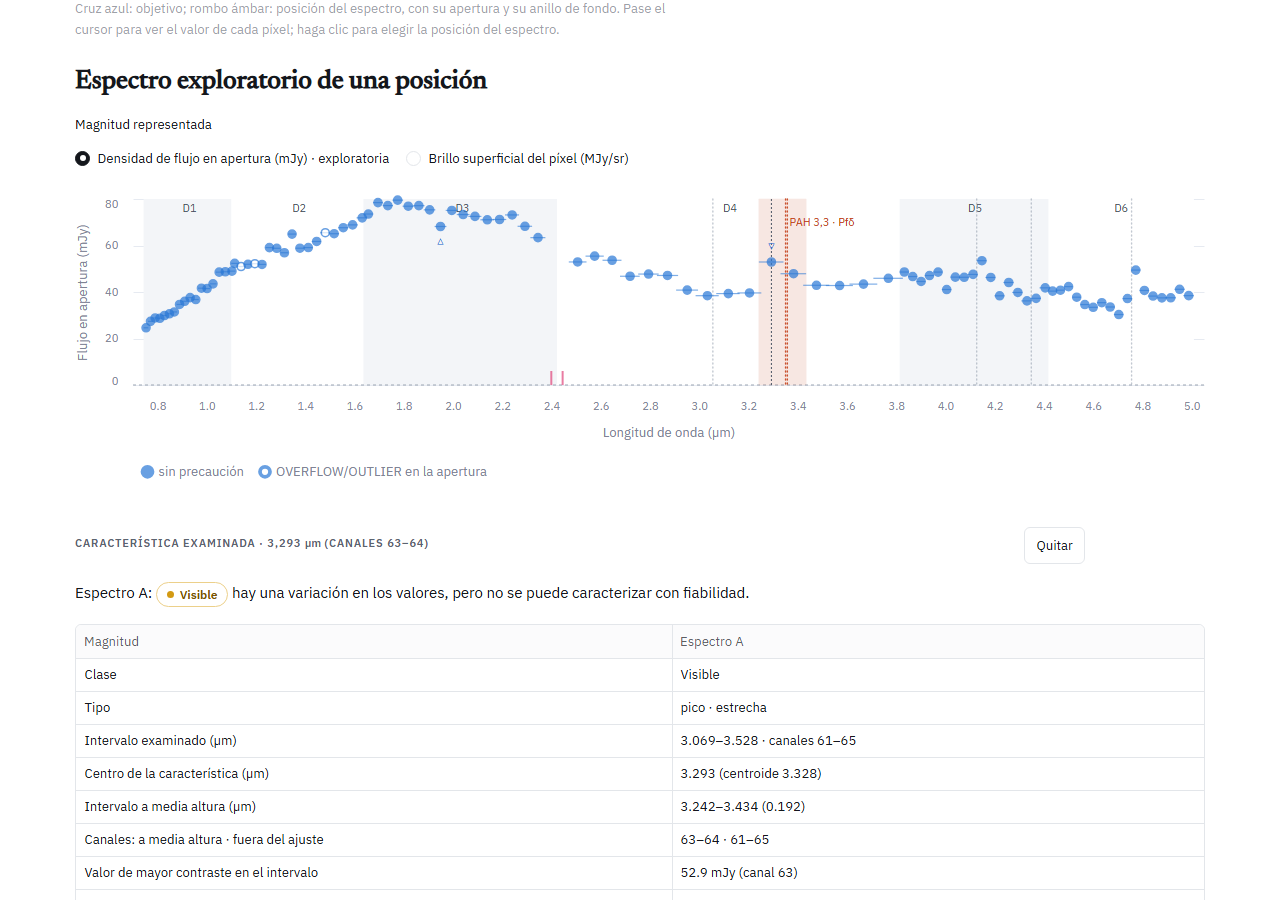 Cruz azul: objetivo; rombo ámbar: posición del espectro, con su apertura y su anillo de fondo. Pase el
cursor para ver el valor de cada píxel; haga clic para elegir la posición del espectro.
Espectro exploratorio de una posición
Magnitud representada
Densidad de flujo en apertura (mJy) · exploratoria
Brillo superficial del píxel (MJy/sr)
D1
D2
D3
D4
D5
D6
PAH 3,3 · Pfδ
80
60
40
20
0
Flujo en apertura (mJy)
0.8 1.0 1.2 1.4 1.6 1.8 2.0 2.2 2.4 2.6 2.8 3.0 3.2 3.4 3.6 3.8 4.0 4.2 4.4 4.6 4.8 5.0
Longitud de onda (µm)
sin precaución
OVERFLOW/OUTLIER en la apertura
CARACTERÍSTICA EXAMINADA · 3,293 µm (CANALES 63–64)
Quitar
Espectro A: Visible hay una variación en los valores, pero no se puede caracterizar con fiabilidad.
Magnitud Espectro A
Clase Visible
Tipo pico · estrecha
Intervalo examinado (µm) 3.069–3.528 · canales 61–65
Centro de la característica (µm) 3.293 (centroide 3.328)
Intervalo a media altura (µm) 3.242–3.434 (0.192)
Canales: a media altura · fuera del ajuste 63–64 · 61–65
Valor de mayor contraste en el intervalo 52.9 mJy (canal 63)